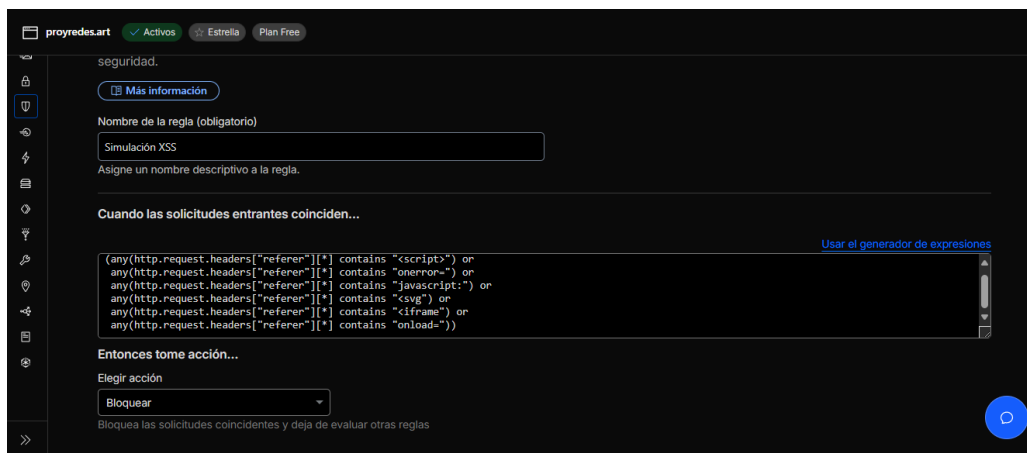 proyredes.art Activos Estrella Plan Free
seguridad.
Más información
Nombre de la regla (obligatorio)
Simulación XSS
Asigne un nombre descriptivo a la regla.
Cuando las solicitudes entrantes coinciden...
Usar el generador de expresiones
(any(http.request.headers["referer"][*] contains "<script>") or
any(http.request.headers["referer"][*] contains "onerror=") or
any(http.request.headers["referer"][*] contains "javascript:") or
any(http.request.headers["referer"][*] contains "<svg") or
any(http.request.headers["referer"][*] contains "<iframe") or
any(http.request.headers["referer"][*] contains "onload="))
Entonces tome acción...
Elegir acción
Bloquear
Bloquea las solicitudes coincidentes y deja de evaluar otras reglas